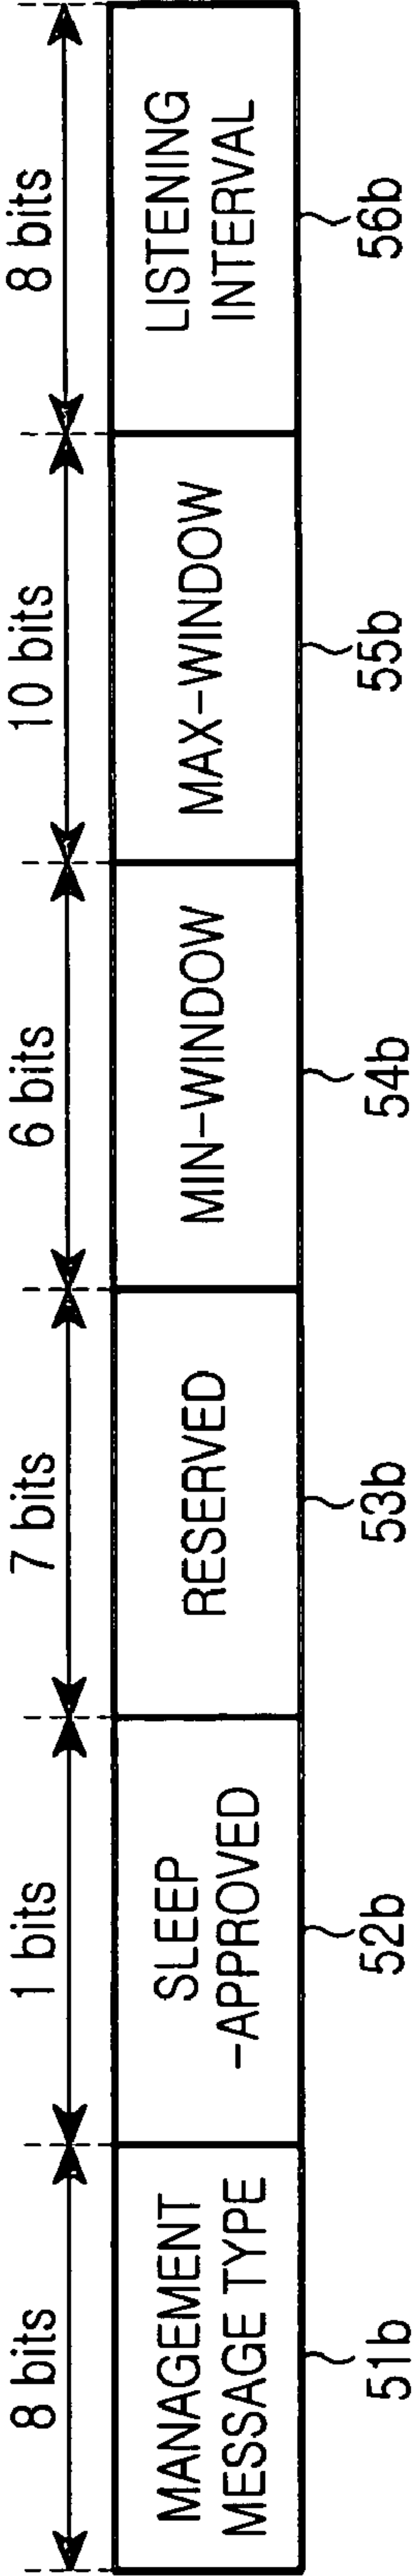 8 bits
1 bits
7 bits
6 bits
10 bits
8 bits
MANAGEMENT
MESSAGE TYPE
SLEEP
-APPROVED
RESERVED
MIN-WINDOW
MAX-WINDOW
LISTENING
INTERVAL
51b
52b
53b
54b
55b
56b